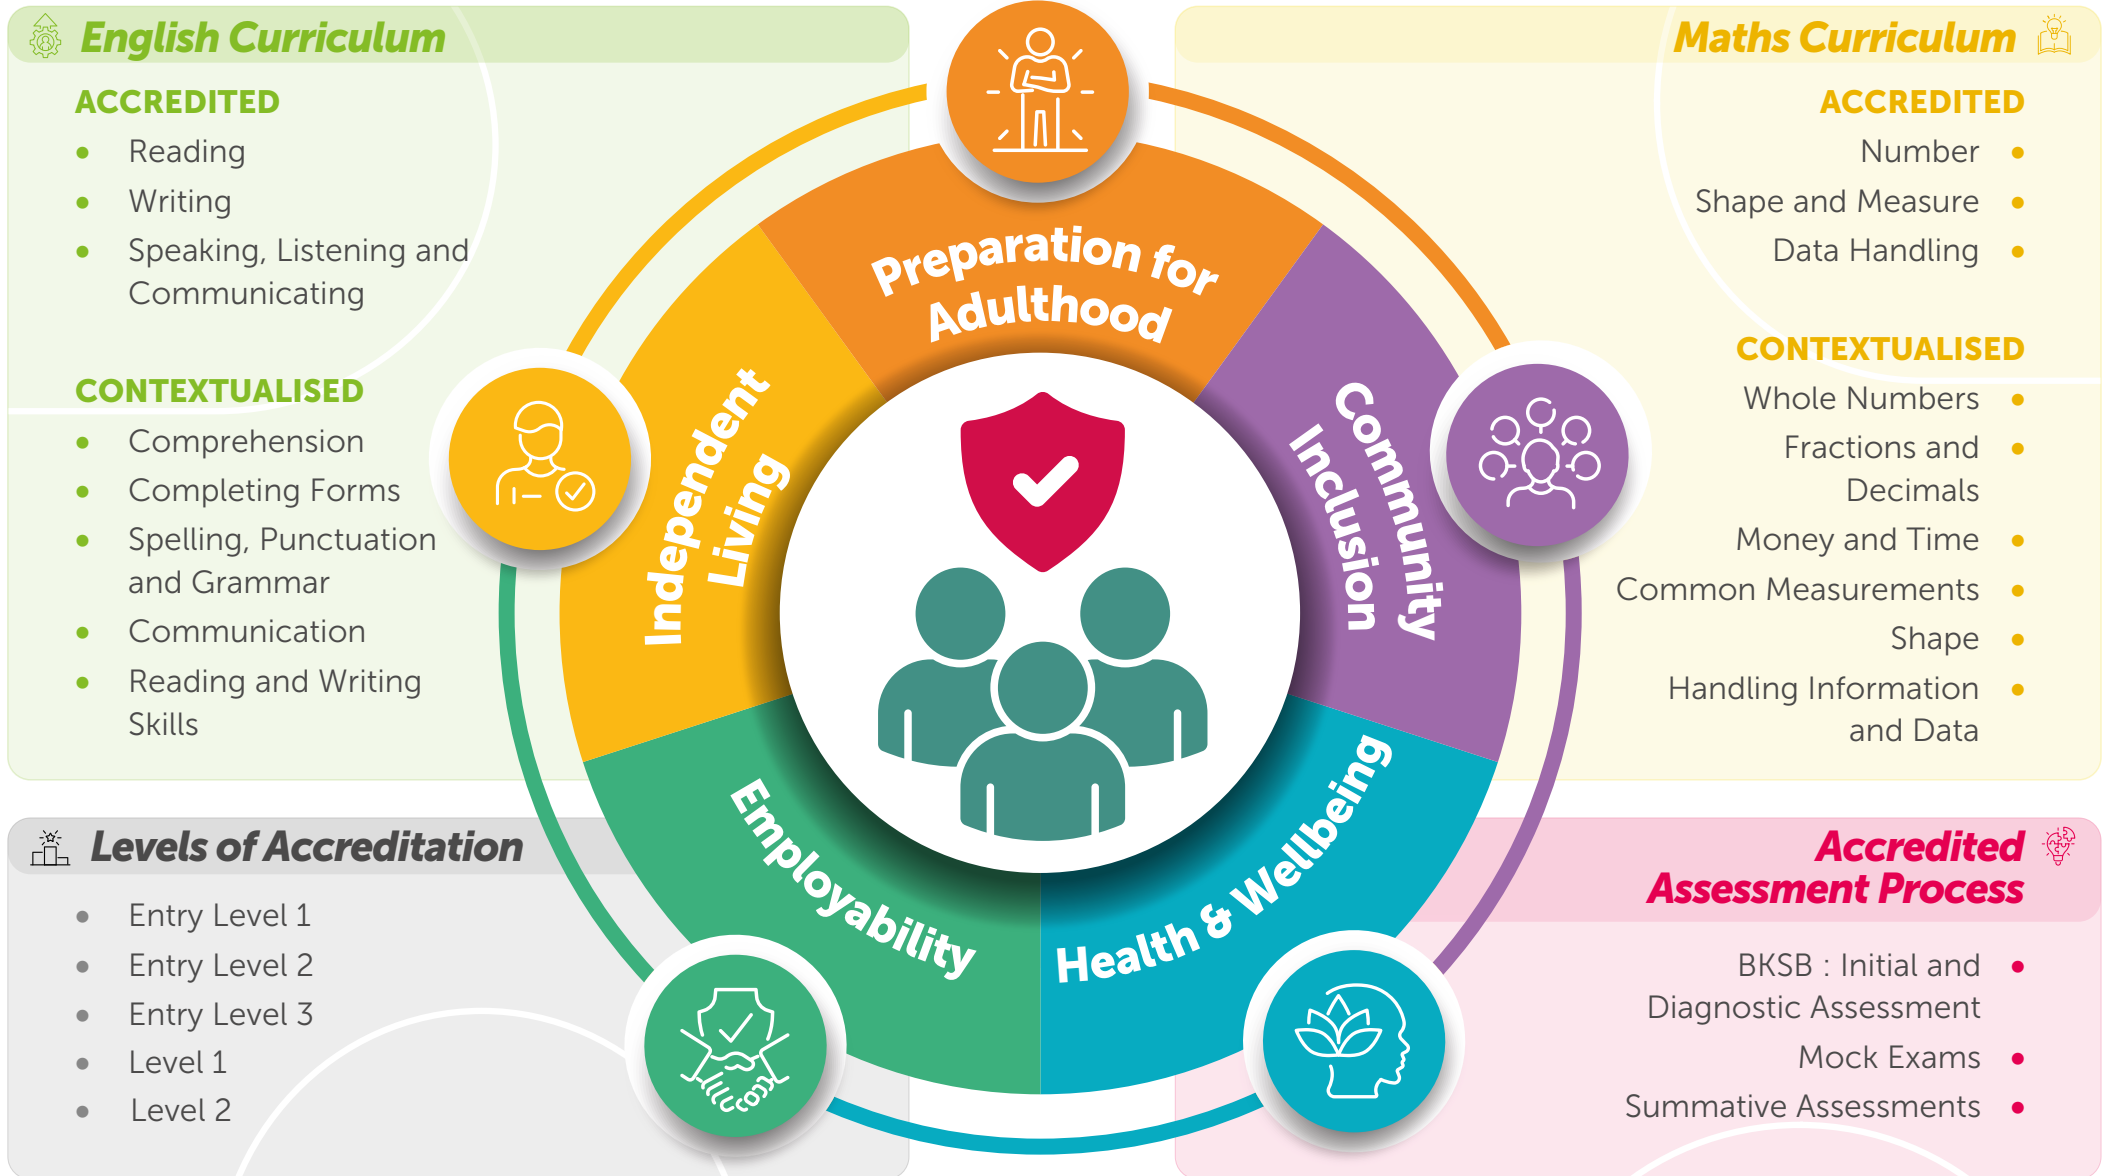 English Curriculum
ACCREDITED
• Reading
• Writing
• Speaking, Listening and
Communicating
CONTEXTUALISED
• Comprehension
• Completing Forms
• Spelling, Punctuation
and Grammar
• Communication
• Reading and Writing
Skills
Maths Curriculum
ACCREDITED
Number •
Shape and Measure •
Data Handling •
CONTEXTUALISED
Whole Numbers •
Fractions and •
Decimals
Money and Time •
Common Measurements •
Shape •
Handling Information •
and Data
Preparation for
Adulthood
Community
Inclusion
Health & Wellbeing
Employability
Independent
Living
Levels of Accreditation
• Entry Level 1
• Entry Level 2
• Entry Level 3
• Level 1
• Level 2
Accredited
Assessment Process
BKSB : Initial and •
Diagnostic Assessment
Mock Exams •
Summative Assessments •